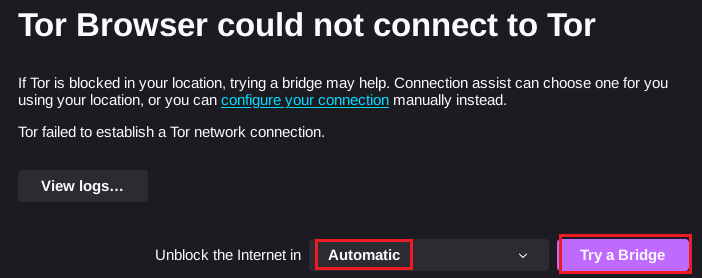 Tor Browser could not connect to Tor
If Tor is blocked in your location, trying a bridge may help. Connection assist can choose one for you
using your location, or you can configure your connection manually instead.
Tor failed to establish a Tor network connection.
View logs…
Unblock the Internet in Automatic Try a Bridge